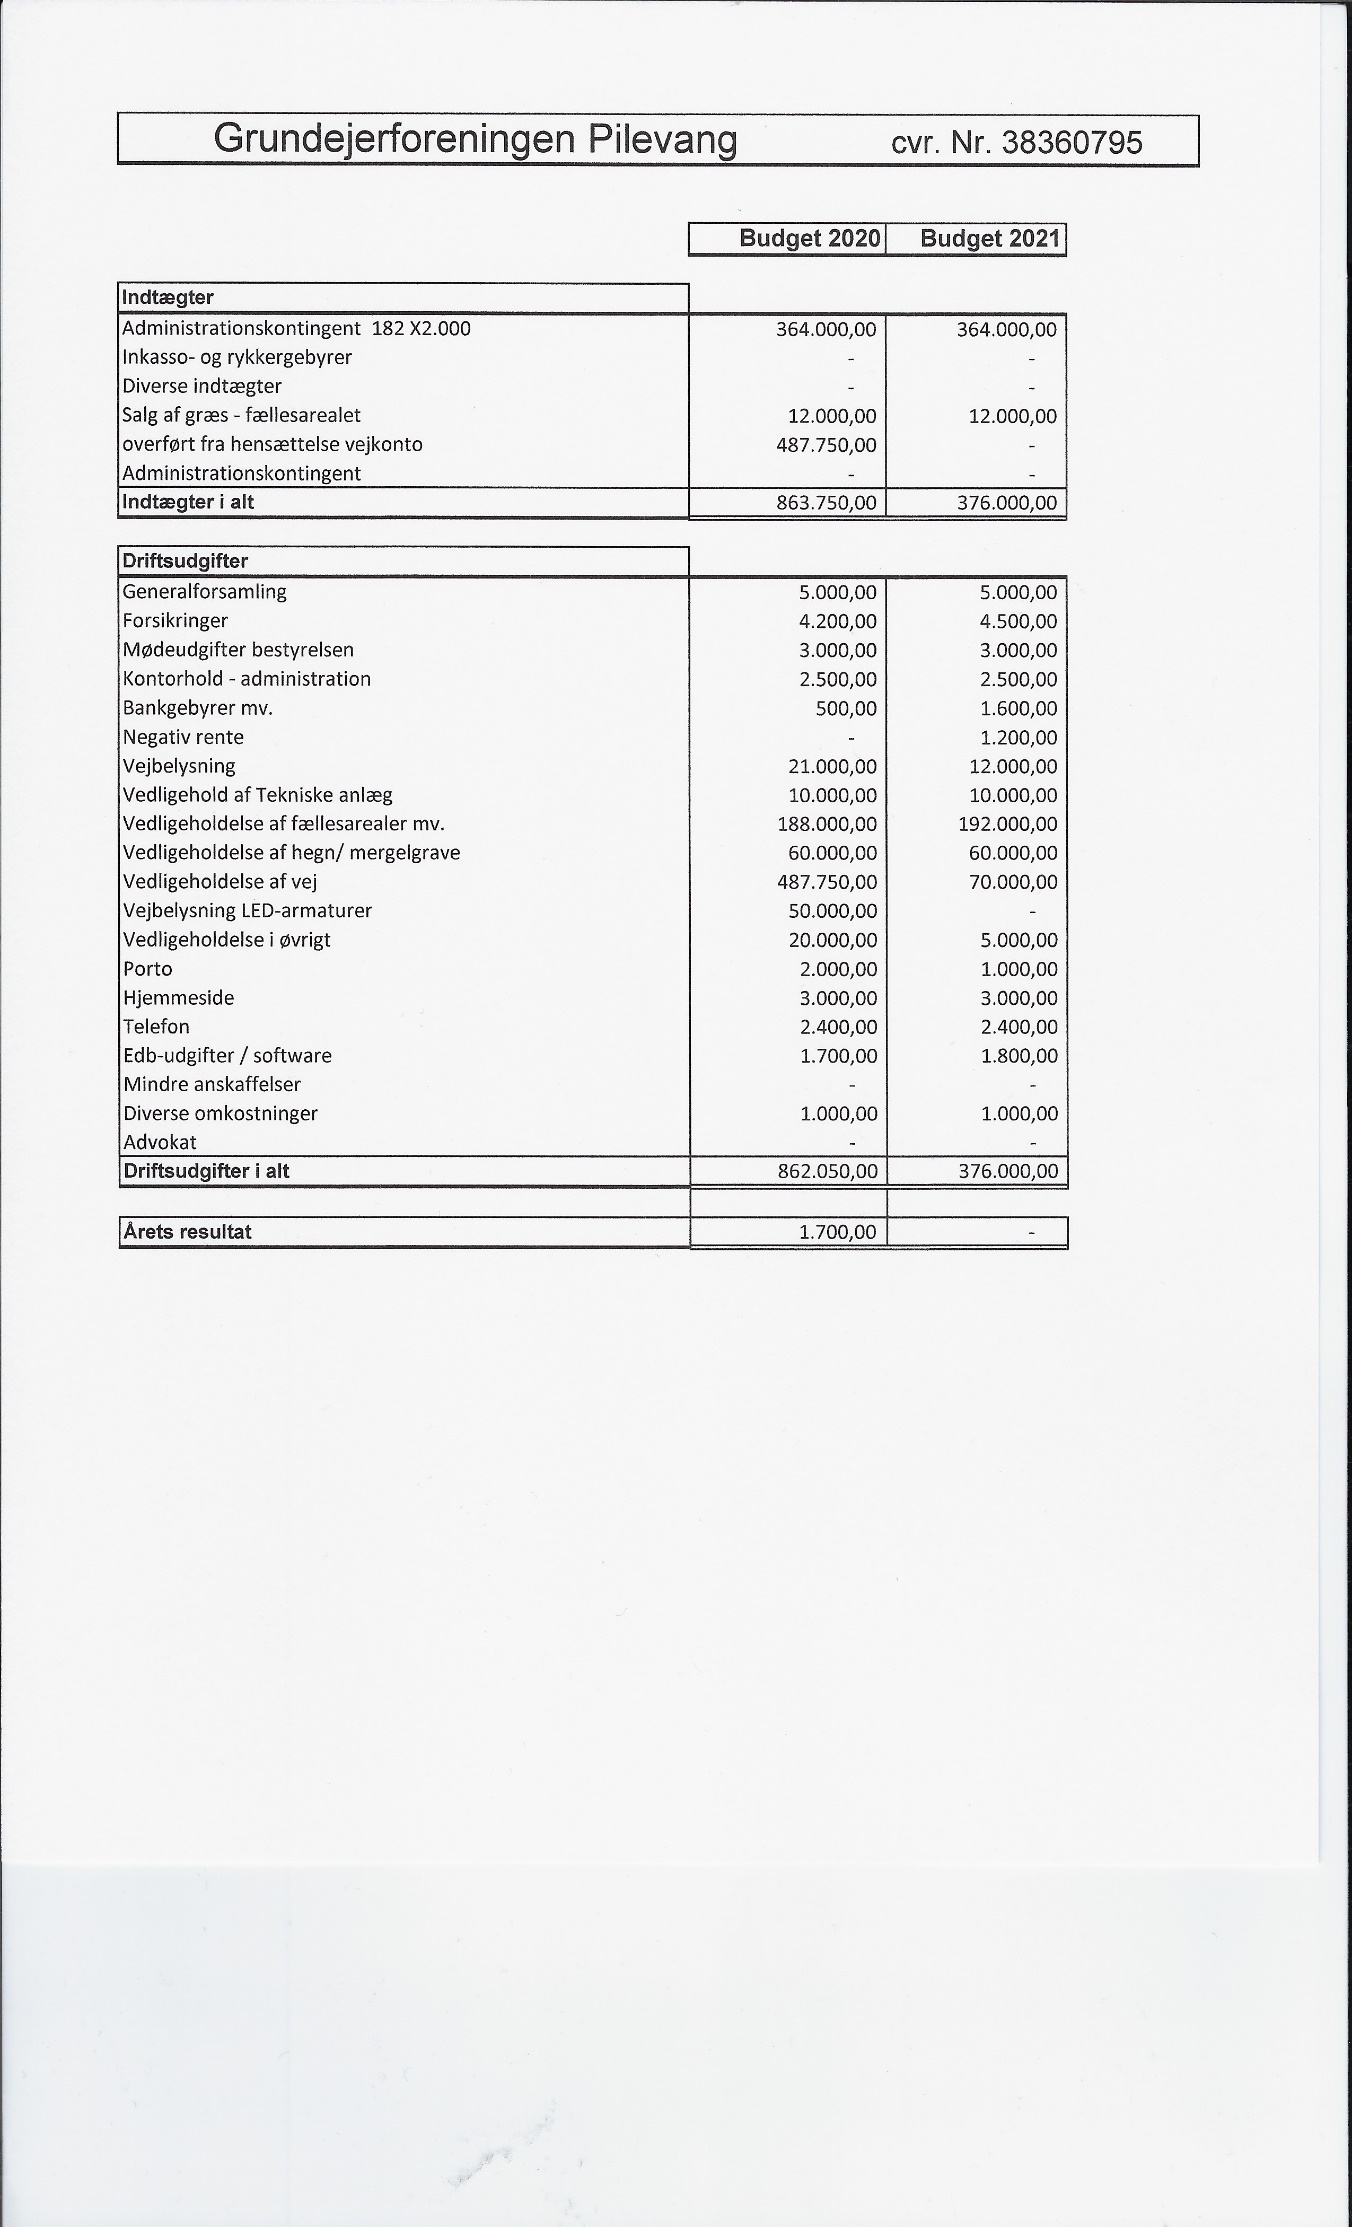 Grundejerforeningen Pilevang cvr. Nr. 38360795
Budget 2020 Budget 2021
Indtægter
Administrationskontingent 182 X2.000 364.000,00 364.000,00
Inkasso- og rykkergebyrer - -
Diverse indtægter - -
Salg af græs - fællesarealet 12.000,00 12.000,00
overført fra hensættelse vejkonto 487.750,00 -
Administrationskontingent - -
Indtægter i alt 863.750,00 376.000,00
Driftsudgifter
Generalforsamling 5.000,00 5.000,00
Forsikringer 4.200,00 4.500,00
Mødeudgifter bestyrelsen 3.000,00 3.000,00
Kontorhold - administration 2.500,00 2.500,00
Bankgebyrer mv. 500,00 1.600,00
Negativ rente - 1.200,00
Vejbelysning 21.000,00 12.000,00
Vedligehold af Tekniske anlæg 10.000,00 10.000,00
Vedligeholdelse af fællesarealer mv. 188.000,00 192.000,00
Vedligeholdelse af hegn/ mergelgrave 60.000,00 60.000,00
Vedligeholdelse af vej 487.750,00 70.000,00
Vejbelysning LED-armaturer 50.000,00 -
Vedligeholdelse i øvrigt 20.000,00 5.000,00
Porto 2.000,00 1.000,00
Hjemmeside 3.000,00 3.000,00
Telefon 2.400,00 2.400,00
Edb-udgifter / software 1.700,00 1.800,00
Mindre anskaffelser - -
Diverse omkostninger 1.000,00 1.000,00
Advokat - -
Driftsudgifter i alt 862.050,00 376.000,00
Årets resultat 1.700,00 -